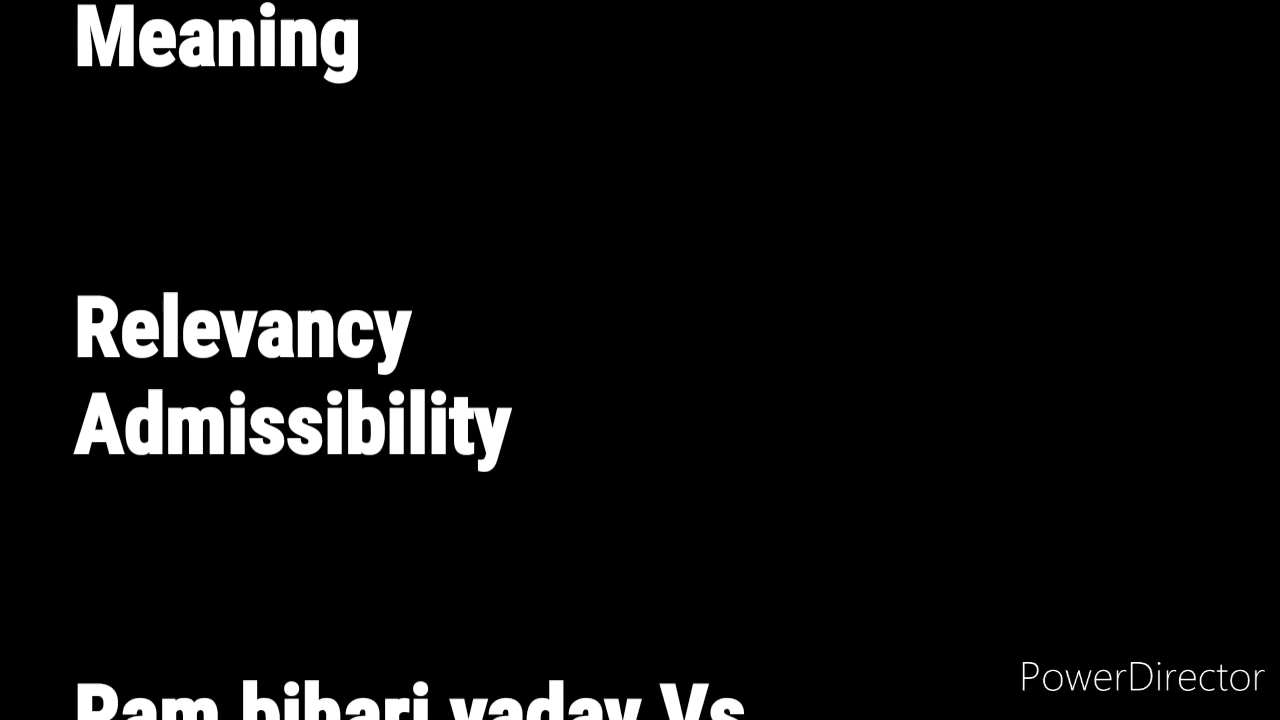 Meaning
Relevancy
Admissibility
PowerDirector
Ram bihari yadav Vs